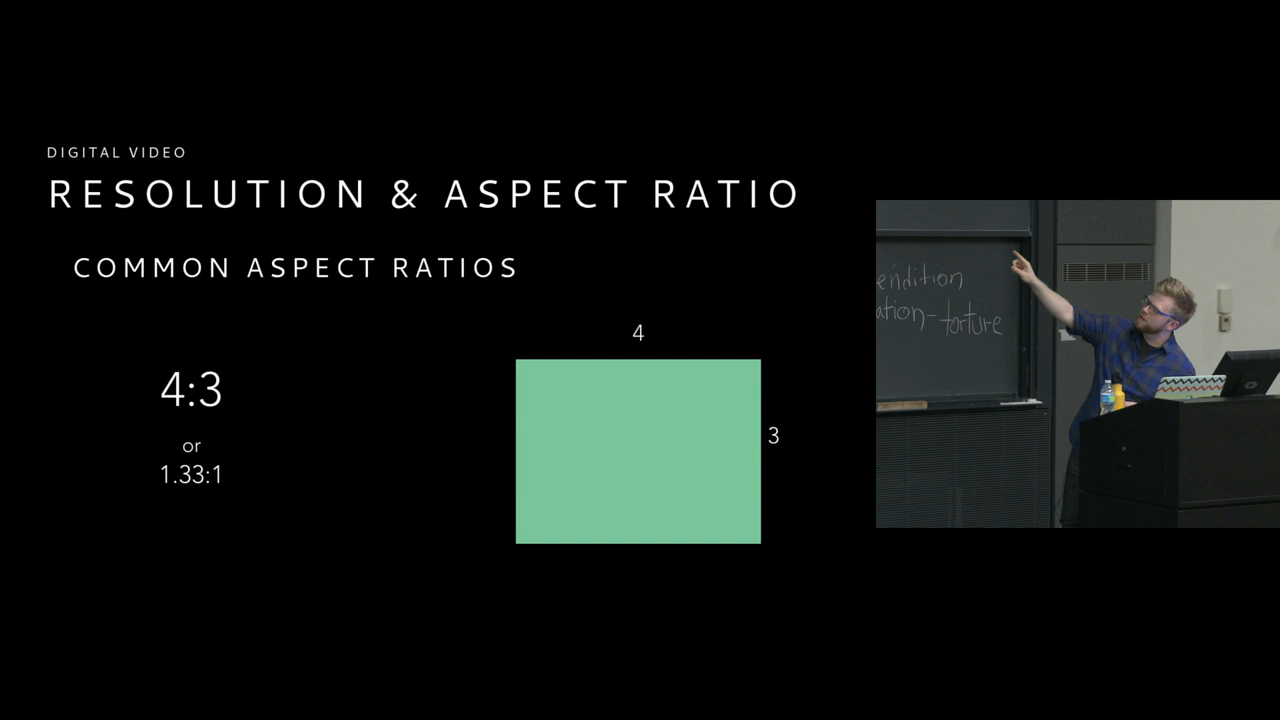 DIGITAL VIDEO
RESOLUTION & ASPECT RATIO
COMMON ASPECT RATIOS
4:3
or
1.33:1
4
3
endition
ation-torture